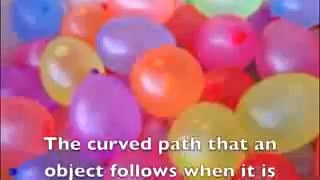 The curved path that an
object follows when it is